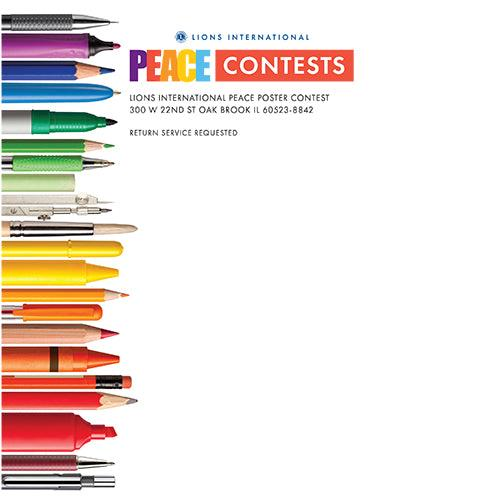 LIONS INTERNATIONAL
PEACE CONTESTS
LIONS INTERNATIONAL PEACE POSTER CONTEST
300 W 22ND ST OAK BROOK IL 60523-8842
RETURN SERVICE REQUESTED